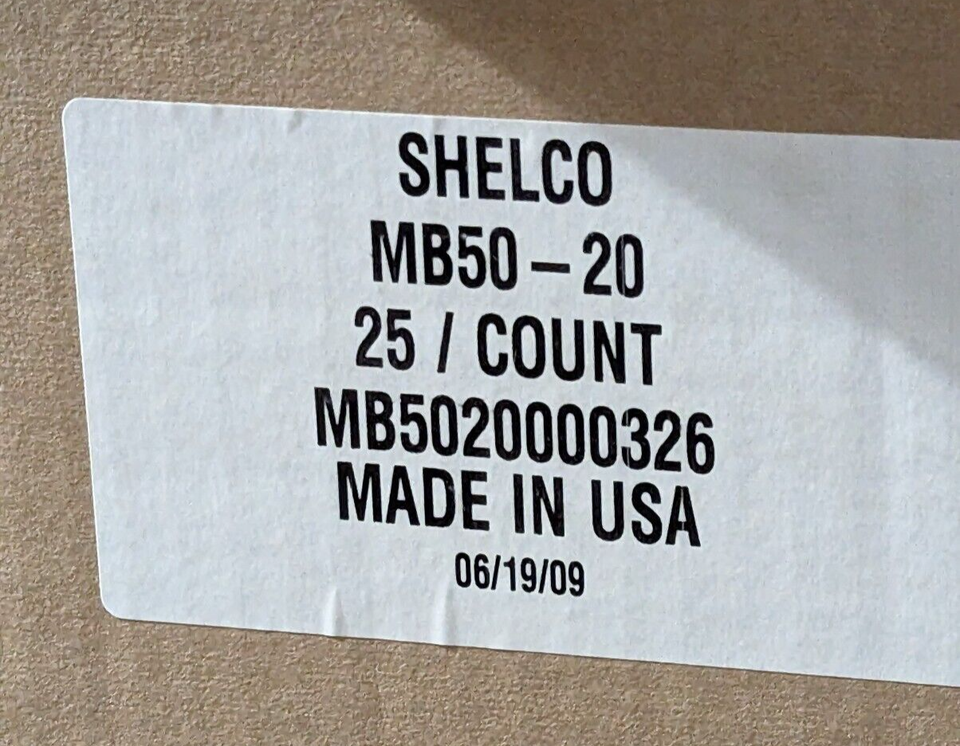 SHELCO
MB50 – 20
25 / COUNT
MB5020000326
MADE IN USA
06/19/09